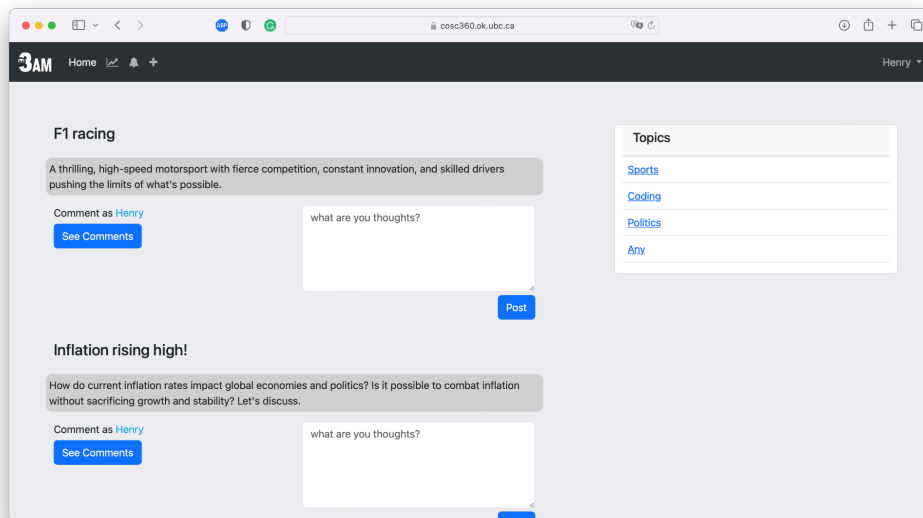 ABP
cosc360.ok.ubc.ca
3AM
Home
Henry
F1 racing
A thrilling, high-speed motorsport with fierce competition, constant innovation, and skilled drivers
pushing the limits of what's possible.
Comment as Henry
See Comments
what are you thoughts?
Post
Inflation rising high!
How do current inflation rates impact global economies and politics? Is it possible to combat inflation
without sacrificing growth and stability? Let's discuss.
Comment as Henry
See Comments
what are you thoughts?
Topics
Sports
Coding
Politics
Any